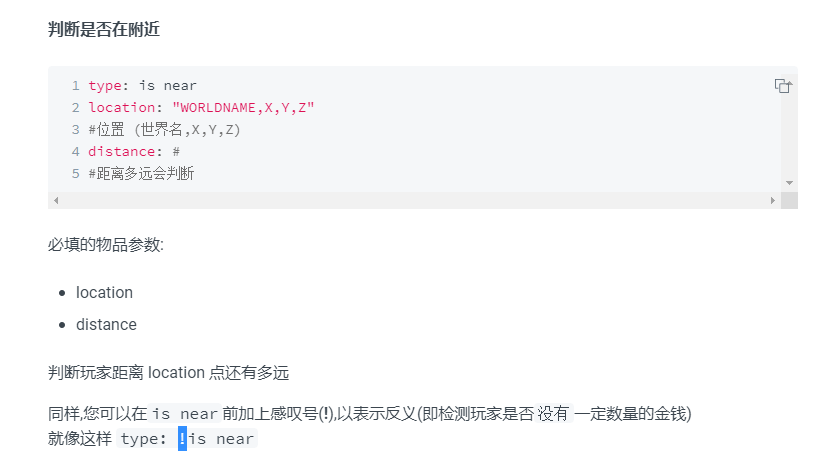 判断是否在附近
1 type: is near
2 location: "WORLDNAME,X,Y,Z"
3 #位置 (世界名,X,Y,Z)
4 distance: #
5 #距离多远会判断
必填的物品参数:
• location
• distance
判断玩家距离 location 点还有多远
同样,您可以在 is near 前加上感叹号(!),以表示反义(即检测玩家是否 没有 一定数量的金钱)
就像这样 type: !is near